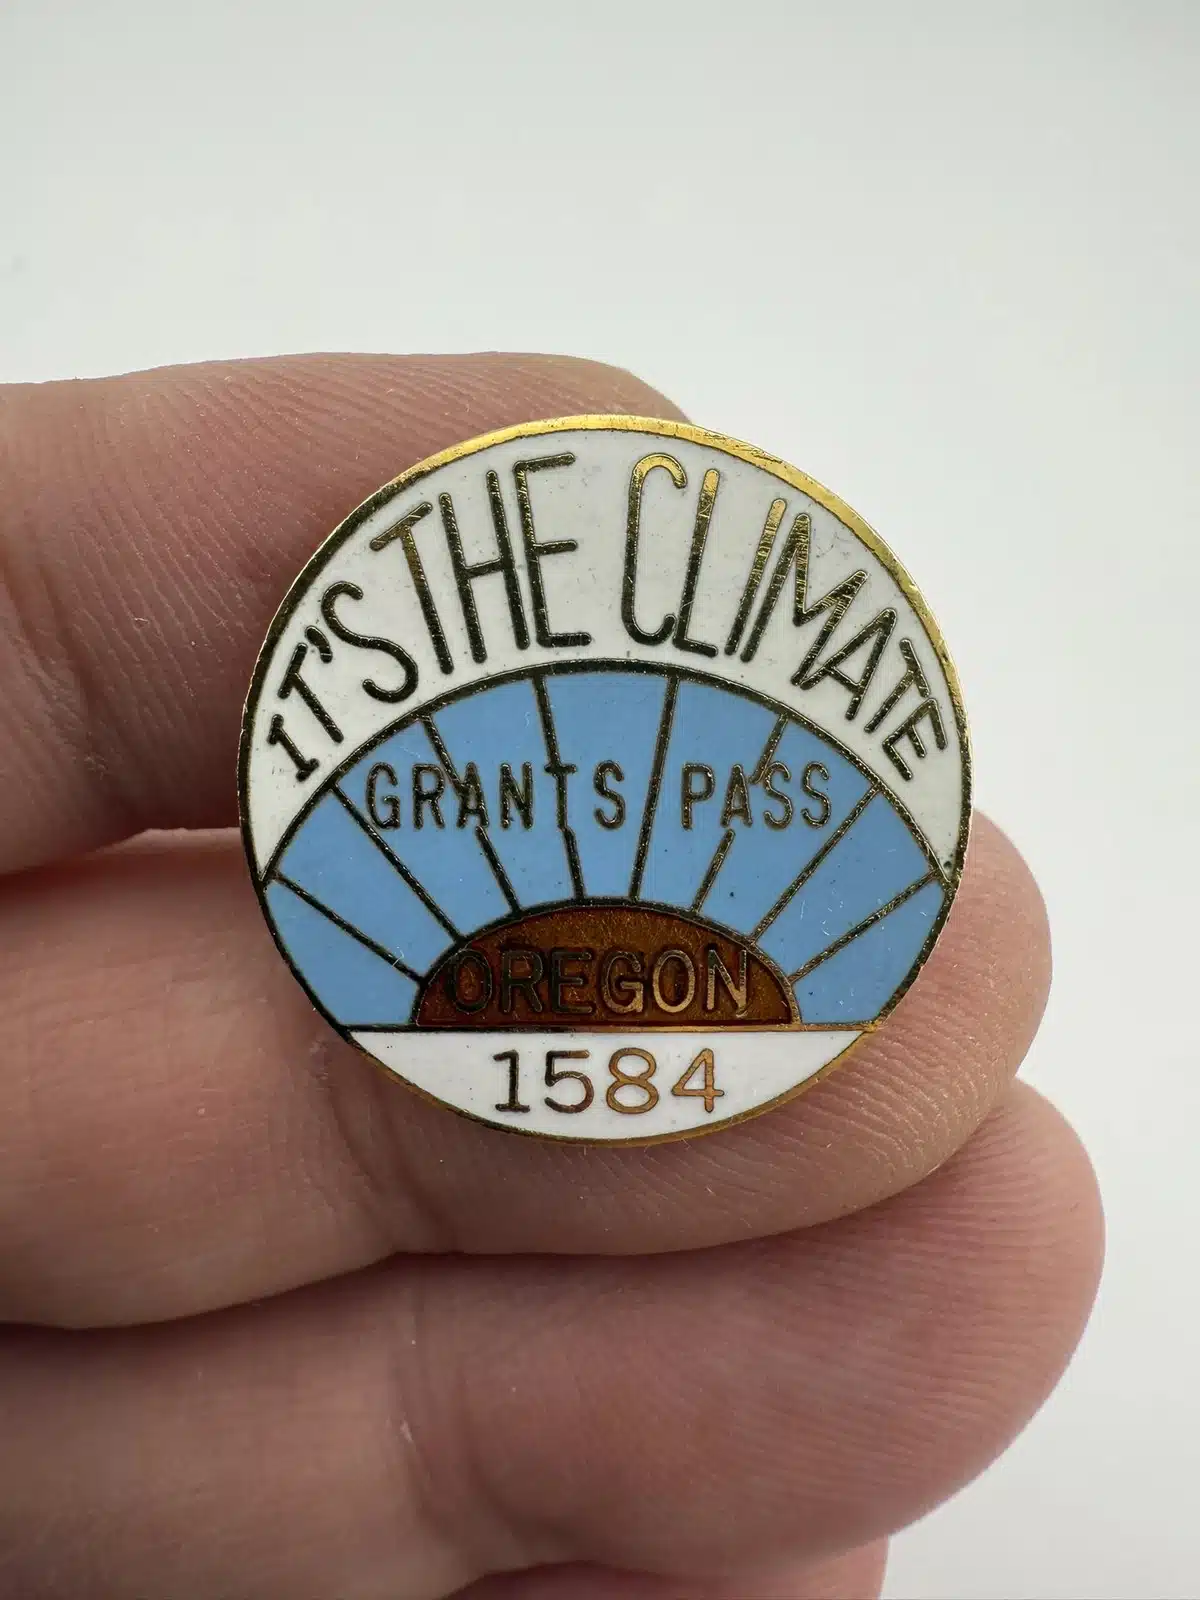 IT'S THE CLIMATE
GRANTS PASS
OREGON
1584